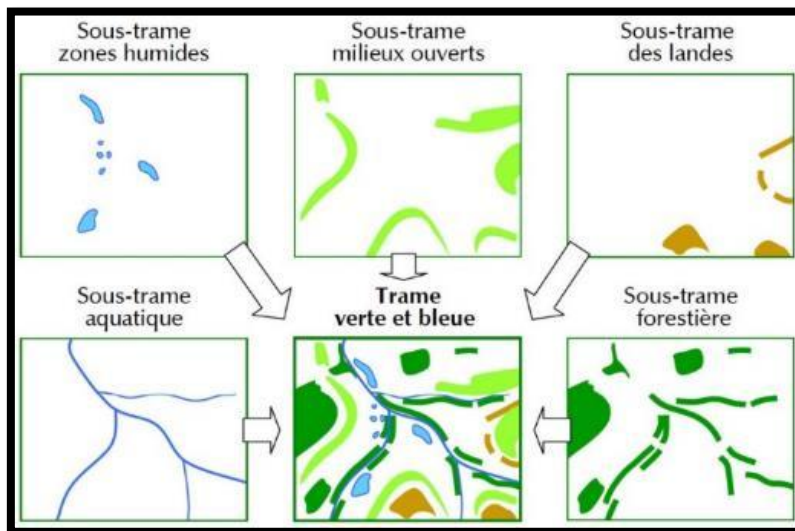 Sous-trame
zones humides
Sous-trame
milieux ouverts
Sous-trame
des landes
Sous-trame
aquatique
Trame
verte et bleue
Sous-trame
forestière